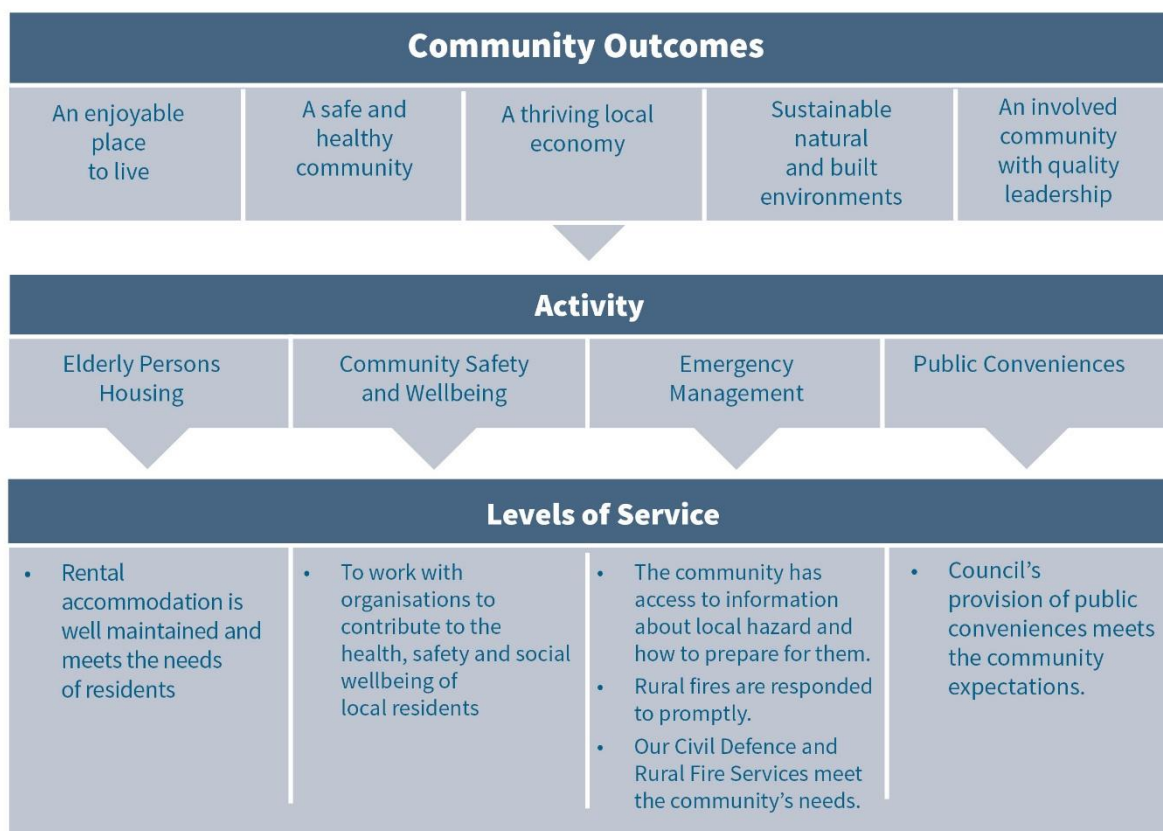 Community Outcomes
An enjoyable
place
to live
A safe and
healthy
community
A thriving local
economy
Sustainable
natural
and built
environments
An involved
community
with quality
leadership
Activity
Elderly Persons
Housing
Community Safety
and Wellbeing
Emergency
Management
Public Conveniences
Levels of Service
• Rental
accommodation is
well maintained and
meets the needs
of residents
• To work with
organisations to
contribute to the
health, safety and social
wellbeing of
local residents
• The community has
access to information
about local hazard and
how to prepare for them.
• Rural fires are responded
to promptly.
• Our Civil Defence and
Rural Fire Services meet
the community’s needs.
• Council’s
provision of public
conveniences meets
the community
expectations.